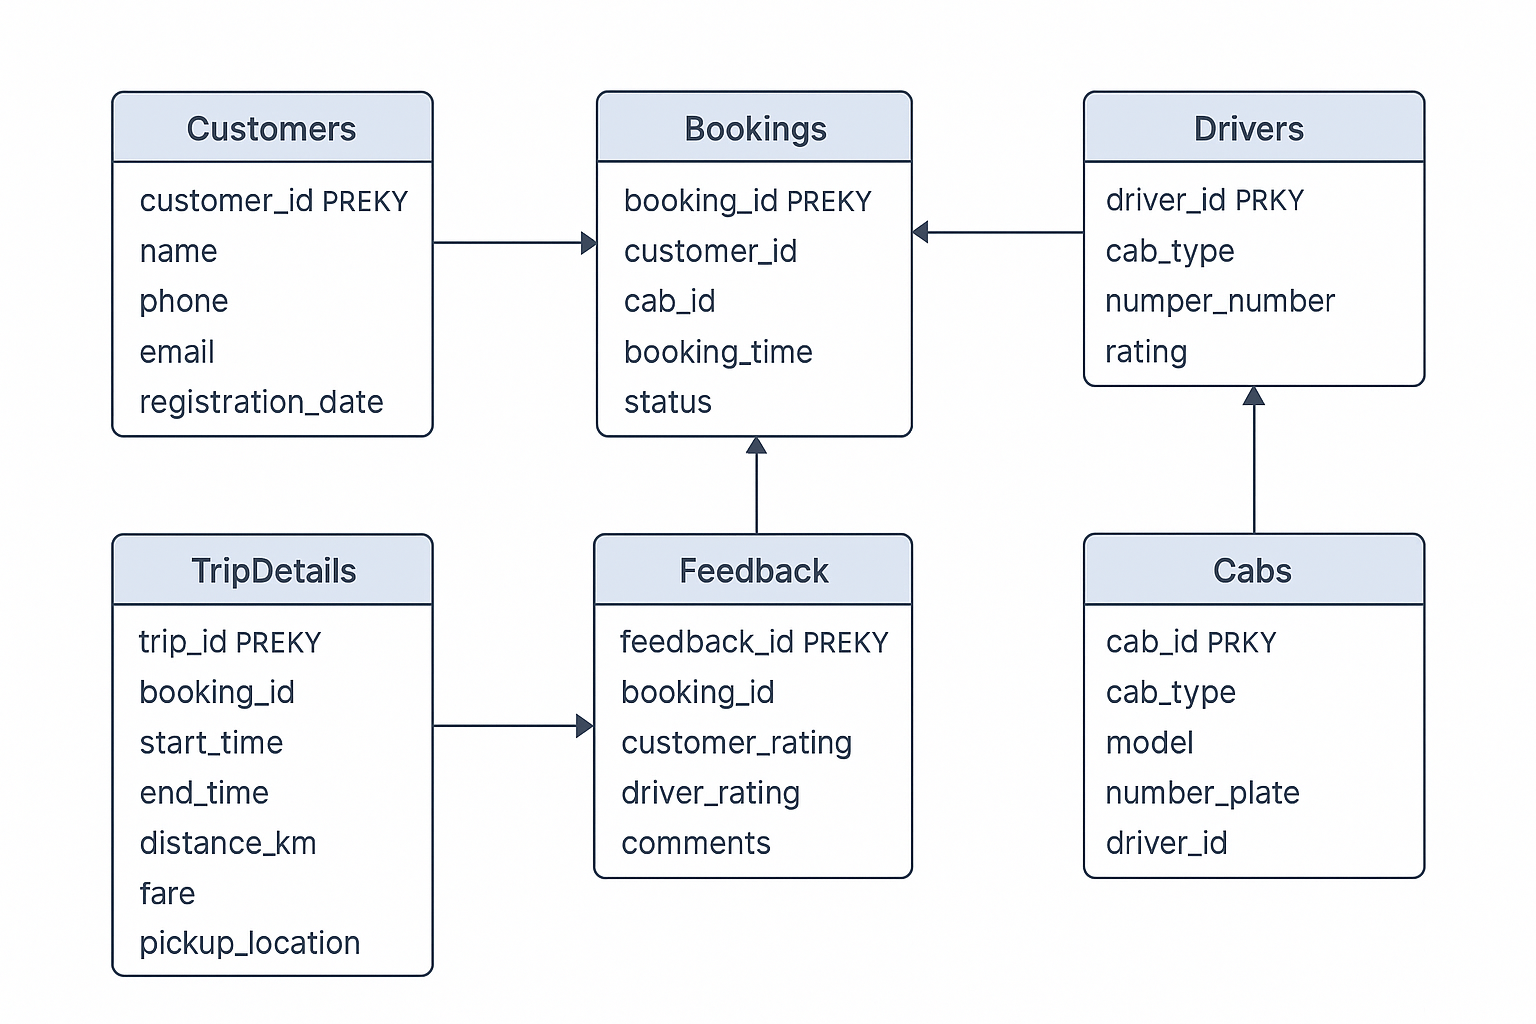 Customers
customer_id PREKY
name
phone
email
registration_date
Bookings
booking_id PREKY
customer_id
cab_id
booking_time
status
Drivers
driver_id PRKY
cab_type
numper_number
rating
TripDetails
trip_id PREKY
booking_id
start_time
end_time
distance_km
fare
pickup_location
Feedback
feedback_id PREKY
booking_id
customer_rating
driver_rating
comments
Cabs
cab_id PRKY
cab_type
model
number_plate
driver_id